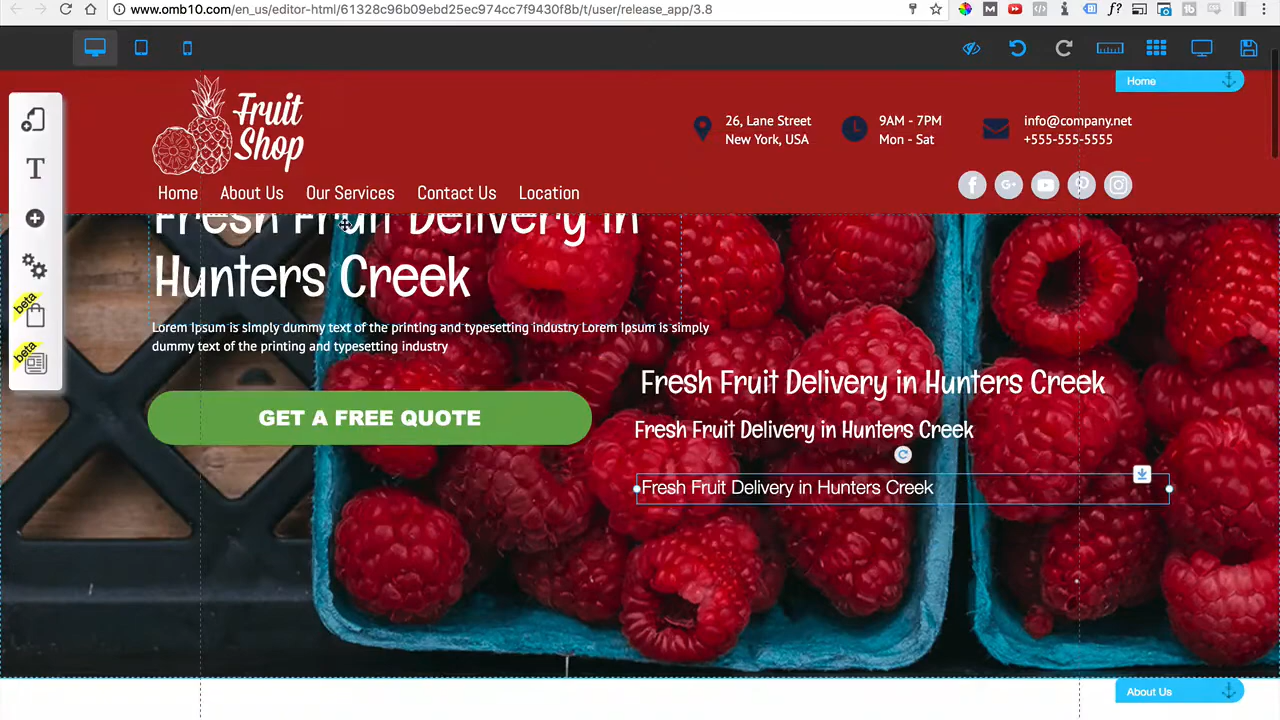 www.omb10.com/en_us/editor-html/61328c96b09ebd25ec974cc7f9430f8b/t/user/release_app/3.8
Home
Fruit
Shop
26, Lane Street
New York, USA
9AM - 7PM
Mon - Sat
info@company.net
+555-555-5555
Home About Us Our Services Contact Us Location
Fresh Fruit Delivery in
Hunters Creek
Lorem Ipsum is simply dummy text of the printing and typesetting industry Lorem Ipsum is simply
dummy text of the printing and typesetting industry
GET A FREE QUOTE
Fresh Fruit Delivery in Hunters Creek
Fresh Fruit Delivery in Hunters Creek
Fresh Fruit Delivery in Hunters Creek
beta
beta
About Us